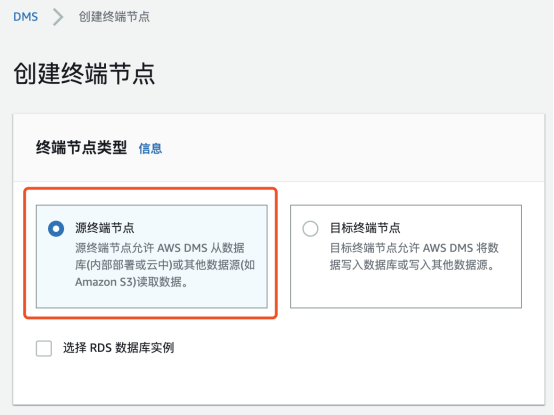 DMS > 创建终端节点
创建终端节点
终端节点类型 信息
源终端节点
源终端节点允许 AWS DMS 从数据
库(内部部署或云中)或其他数据源(如
Amazon S3)读取数据。
目标终端节点
目标终端节点允许 AWS DMS 将数
据写入数据库或写入其他数据源。
选择 RDS 数据库实例